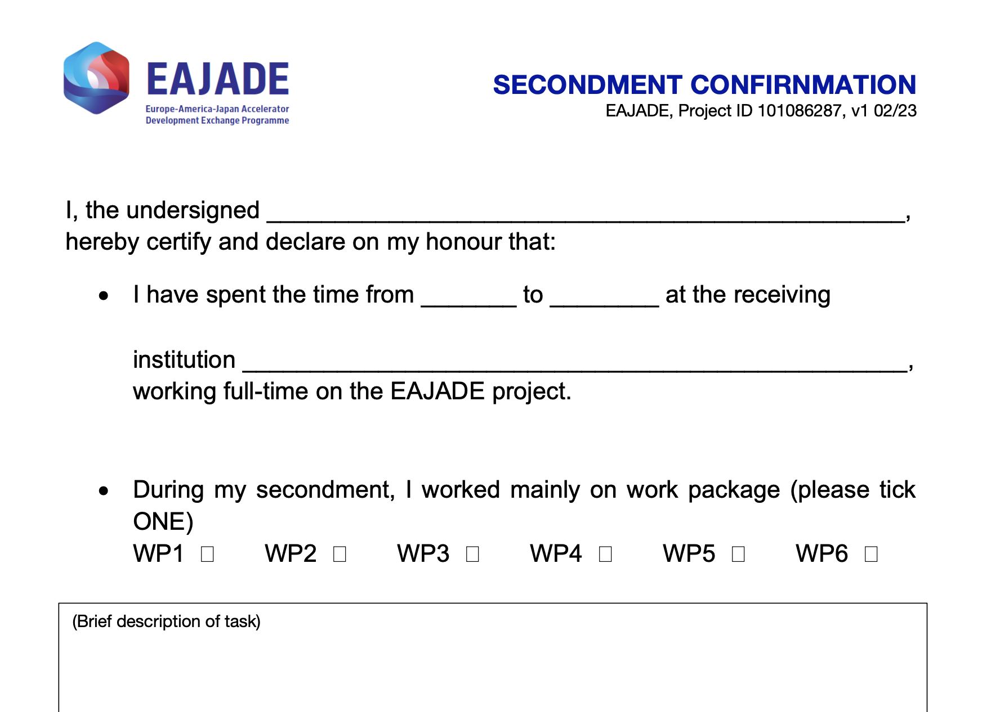 EAJADE
Europe-America-Japan Accelerator
Development Exchange Programme
SECONDMENT CONFIRNMATION
EAJADE, Project ID 101086287, v1 02/23
I, the undersigned _______________________________________________,
hereby certify and declare on my honour that:
• I have spent the time from _______ to ________ at the receiving
institution _________________________________________________,
working full-time on the EAJADE project.
• During my secondment, I worked mainly on work package (please tick
ONE)
WP1 □ WP2 □ WP3 □ WP4 □ WP5 □ WP6 □
(Brief description of task)